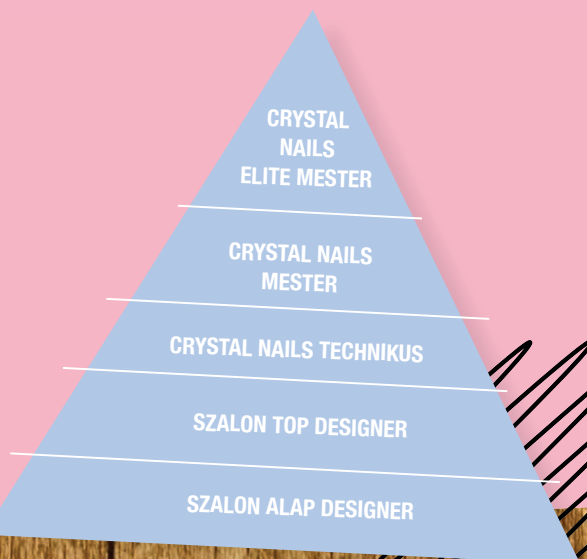 CRYSTAL
NAILS
ELITE MESTER
CRYSTAL NAILS
MESTER
CRYSTAL NAILS TECHNIKUS
SZALON TOP DESIGNER
SZALON ALAP DESIGNER